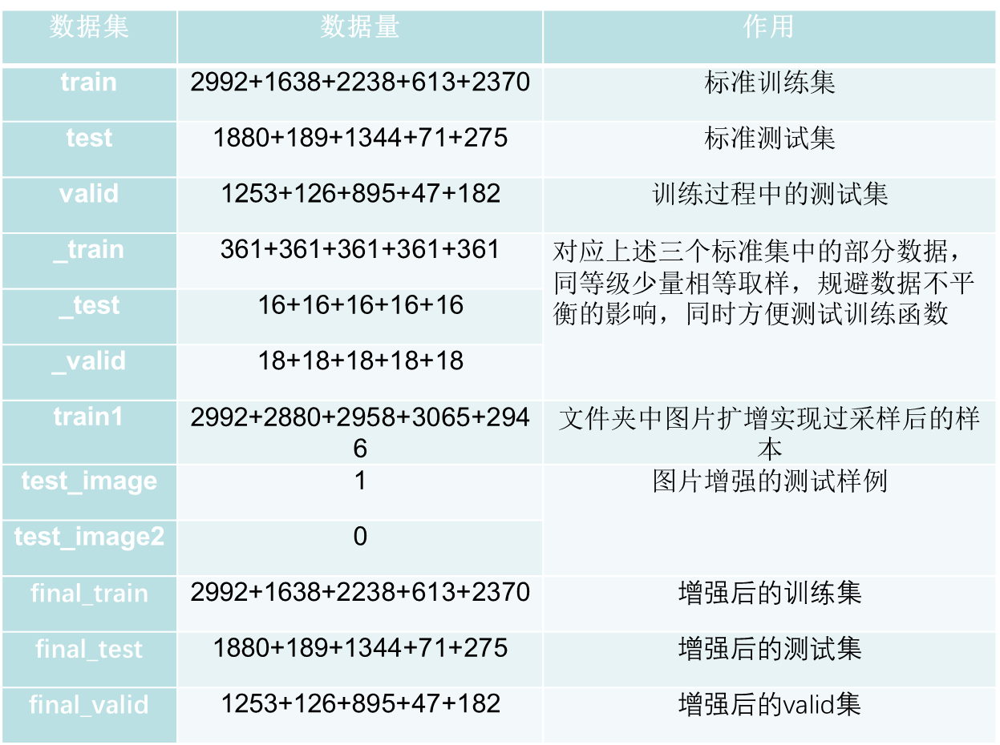 数据集 数据量 作用
train 2992+1638+2238+613+2370 标准训练集
test 1880+189+1344+71+275 标准测试集
valid 1253+126+895+47+182 训练过程中的测试集
_train 361+361+361+361+361 对应上述三个标准集中的部分数据，
同等级少量相等取样，规避数据不平
_test 16+16+16+16+16 衡的影响，同时方便测试训练函数
_valid 18+18+18+18+18
train1 2992+2880+2958+3065+294 文件夹中图片扩增实现过采样后的样
6 本
test_image 1 图片增强的测试样例
test_image2 0
final_train 2992+1638+2238+613+2370 增强后的训练集
final_test 1880+189+1344+71+275 增强后的测试集
final_valid 1253+126+895+47+182 增强后的valid集